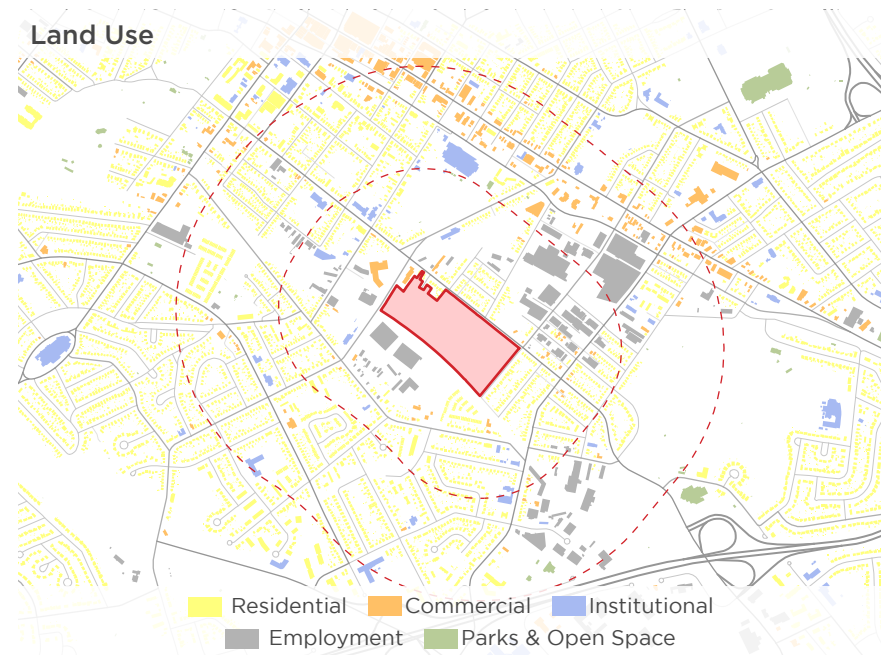 Land Use
Residential Commercial Institutional
Employment Parks & Open Space